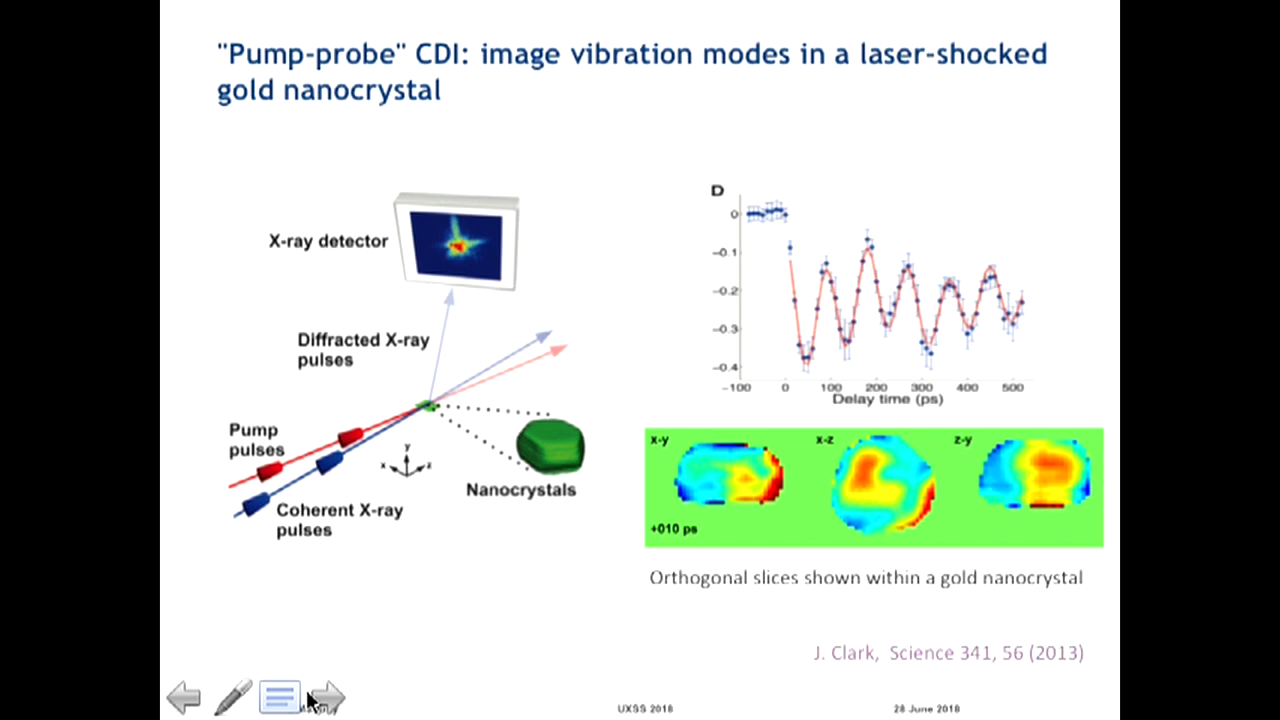 "Pump-probe" CDI: image vibration modes in a laser-shocked
gold nanocrystal
X-ray detector
Diffracted X-ray
pulses
Pump
pulses
Coherent X-ray
pulses
x
y
z
Nanocrystals
D
0
−0.1
−0.2
−0.3
−0.4
−100 0 100 200 300 400 500
Delay time (ps)
x-y x-z z-y
+010 ps
Orthogonal slices shown within a gold nanocrystal
J. Clark, Science 341, 56 (2013)
UXSS 2018
28 June 2018